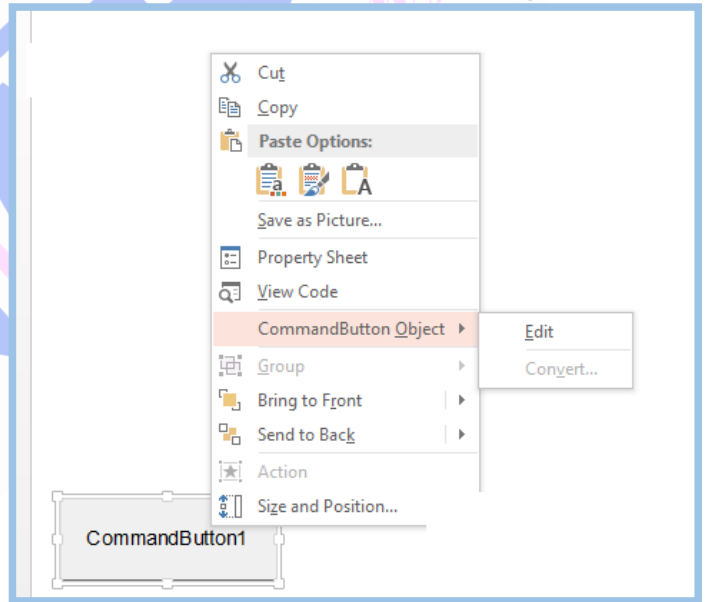 Cut
Copy
Paste Options:
Save as Picture...
Property Sheet
View Code
CommandButton Object
Edit
Group
Convert...
Bring to Front
Send to Back
Action
Size and Position...
CommandButton1